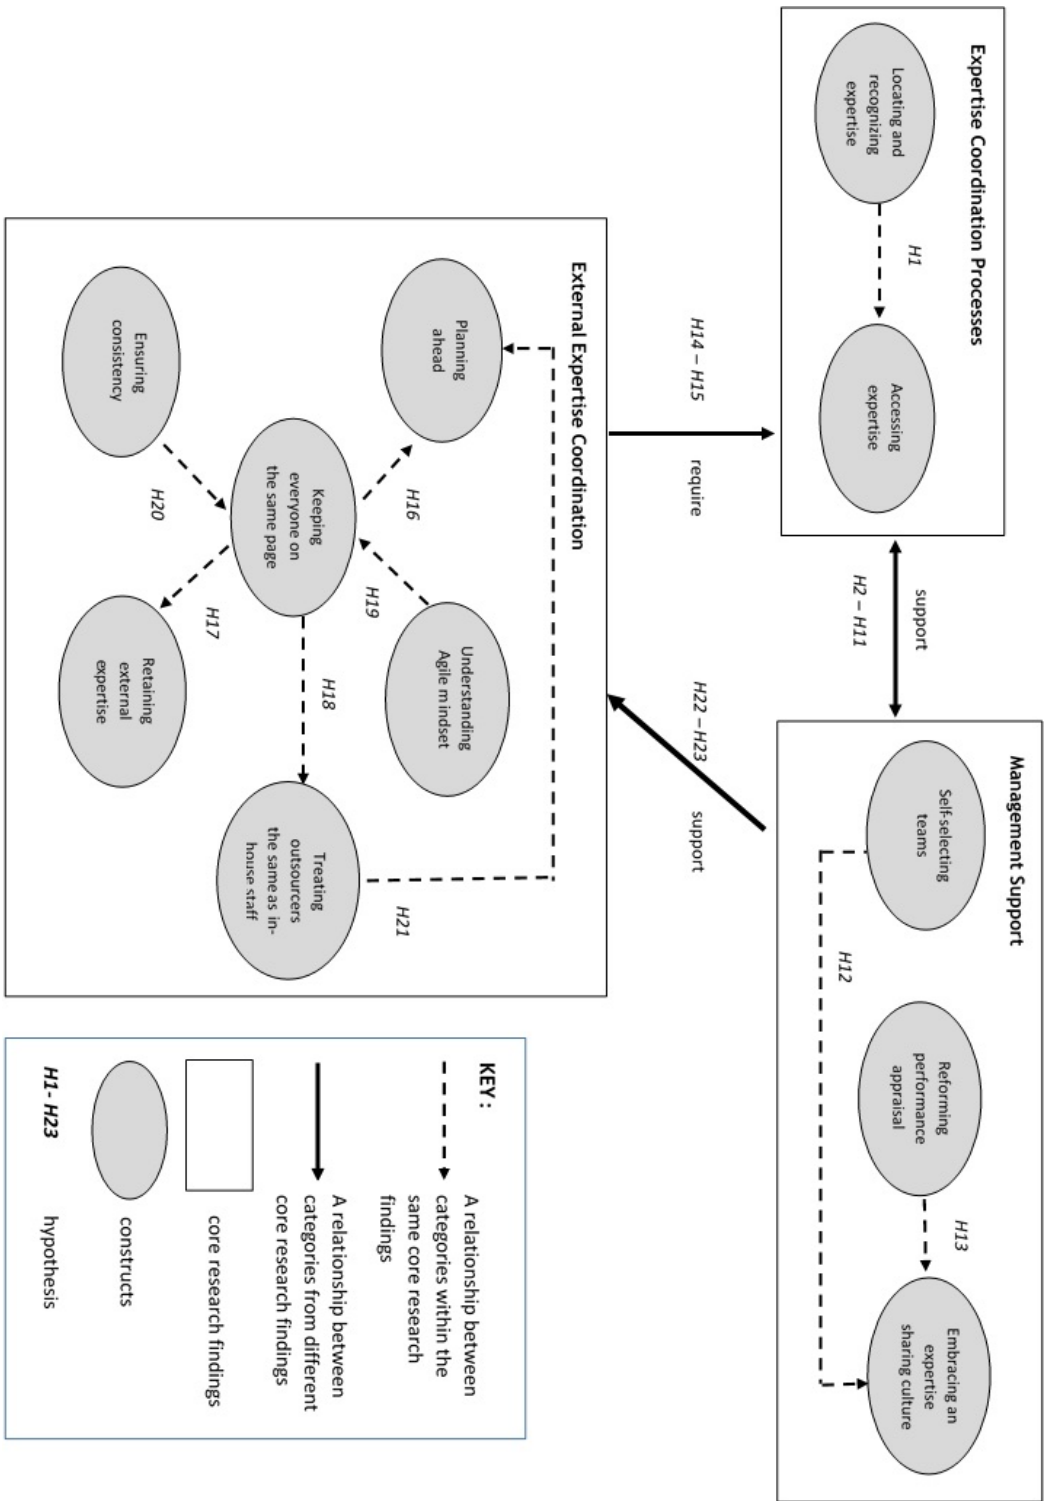 Expertise Coordination Processes
Locating and
recognizing
expertise
H1
Accessing
expertise
support
H2 – H11
Management Support
Self-selecting
teams
H12
Reforming
performance
appraisal
H13
Embracing an
expertise
sharing culture
H14 – H15
require
H22 –H23
support
External Expertise Coordination
Planning
ahead
H16
Understanding
Agile m indset
H19
Keeping
everyone on
the same page
H18
Treating
outsourcers
the same as in-
house staff
H21
Ensuring
consistency
H20
H17
Retaining
external
expertise
KEY :
A relationship between
categories within the
same core research
findings
A relationship between
categories from different
core research findings
core research findings
constructs
H1- H23
hypothesis